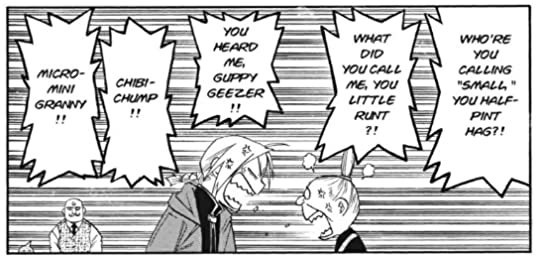 WHO'RE
YOU
CALLING
"SMALL,"
YOU HALF-
PINT
HAG?!
WHAT
DID
YOU CALL
ME, YOU
LITTLE
RUNT
?!
YOU
HEARD
ME,
GUPPY
GEEZER
!!
CHIBI-
CHUMP
!!
MICRO-
MINI
GRANNY
!!